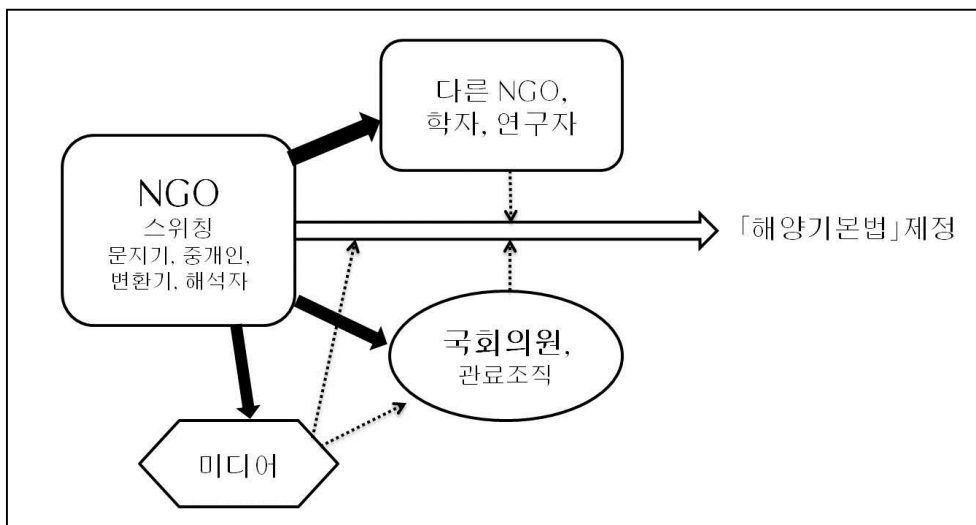 다른 NGO,
학자, 연구자
NGO
스위칭
문지기, 중개인,
변환기, 해석자
「해양기본법」제정
국회의원,
관료조직
미디어